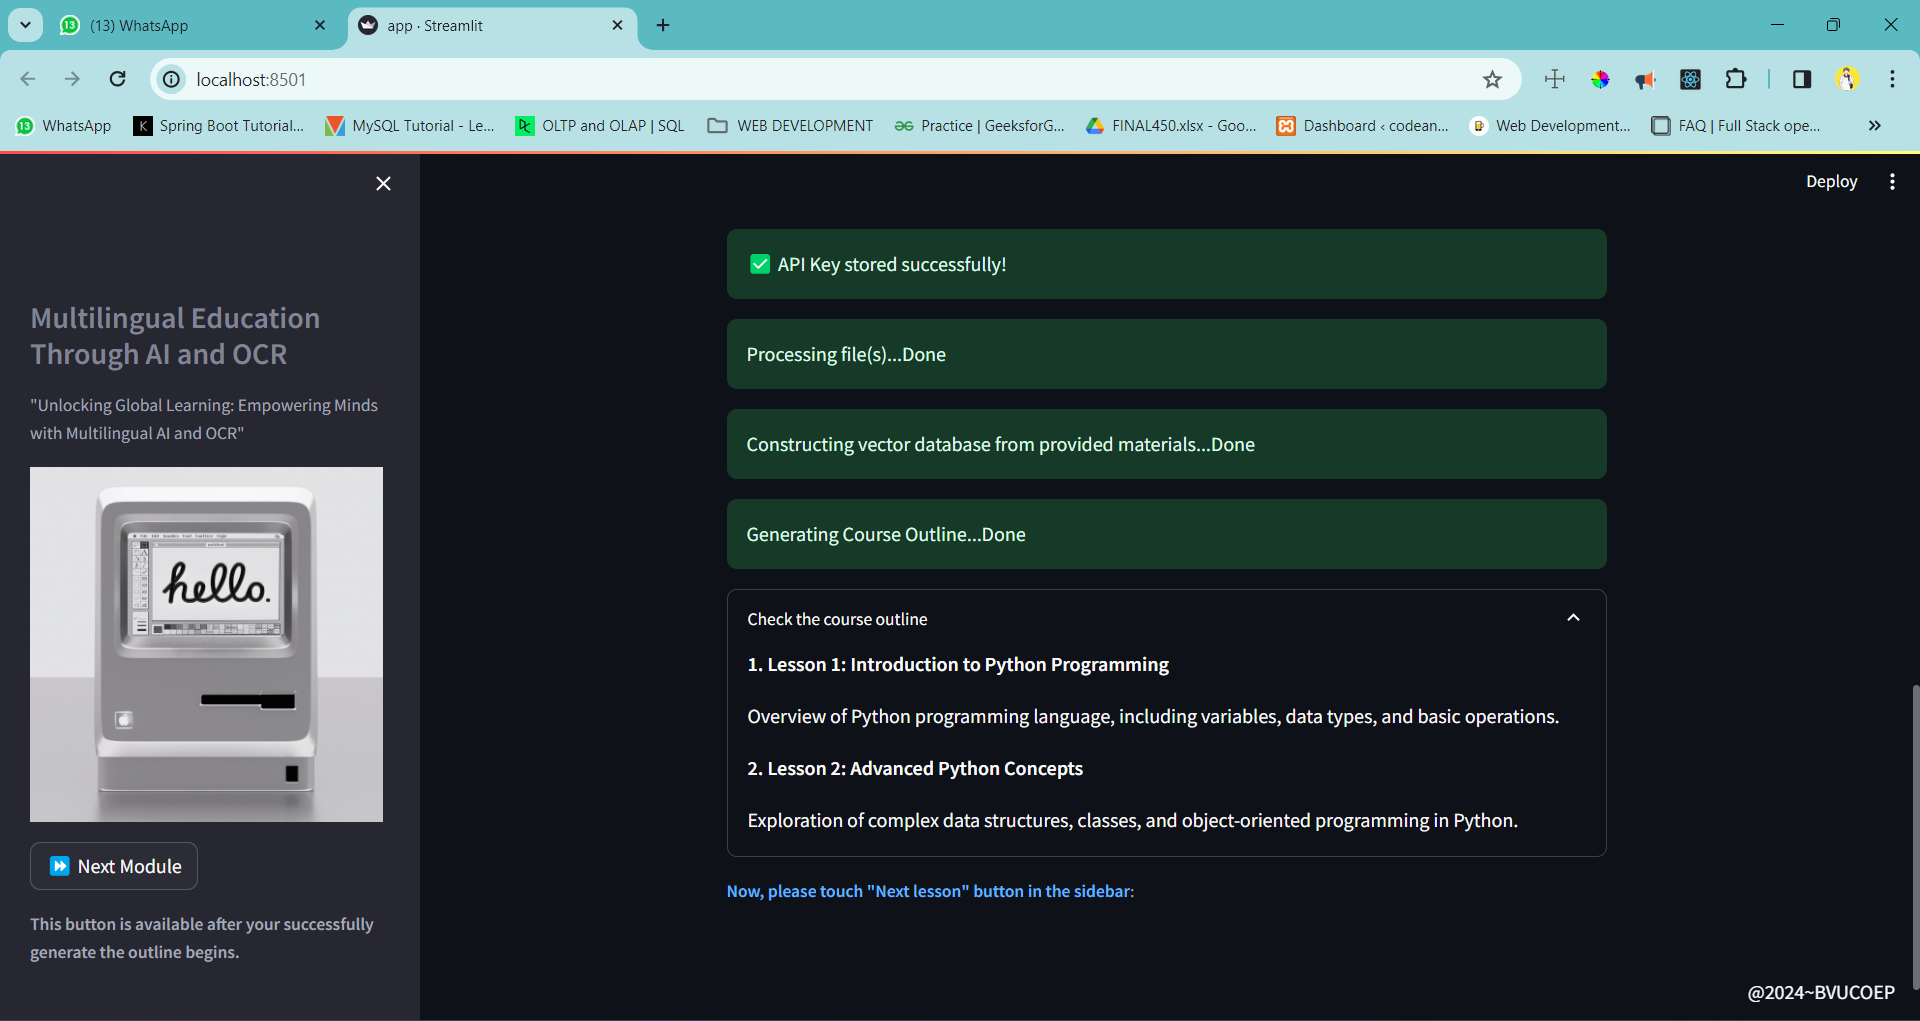 (13) WhatsApp
app · Streamlit
localhost:8501
WhatsApp
Spring Boot Tutorial...
MySQL Tutorial - Le...
OLTP and OLAP | SQL
WEB DEVELOPMENT
Practice | GeeksforG...
FINAL450.xlsx - Goo...
Dashboard ‹ codean...
Web Development...
FAQ | Full Stack ope...
Deploy
Multilingual Education
Through AI and OCR
"Unlocking Global Learning: Empowering Minds
with Multilingual AI and OCR"
hello.
Next Module
This button is available after your successfully
generate the outline begins.
API Key stored successfully!
Processing file(s)...Done
Constructing vector database from provided materials...Done
Generating Course Outline...Done
Check the course outline
1. Lesson 1: Introduction to Python Programming
Overview of Python programming language, including variables, data types, and basic operations.
2. Lesson 2: Advanced Python Concepts
Exploration of complex data structures, classes, and object-oriented programming in Python.
Now, please touch "Next lesson" button in the sidebar:
@2024~BVUCOEP